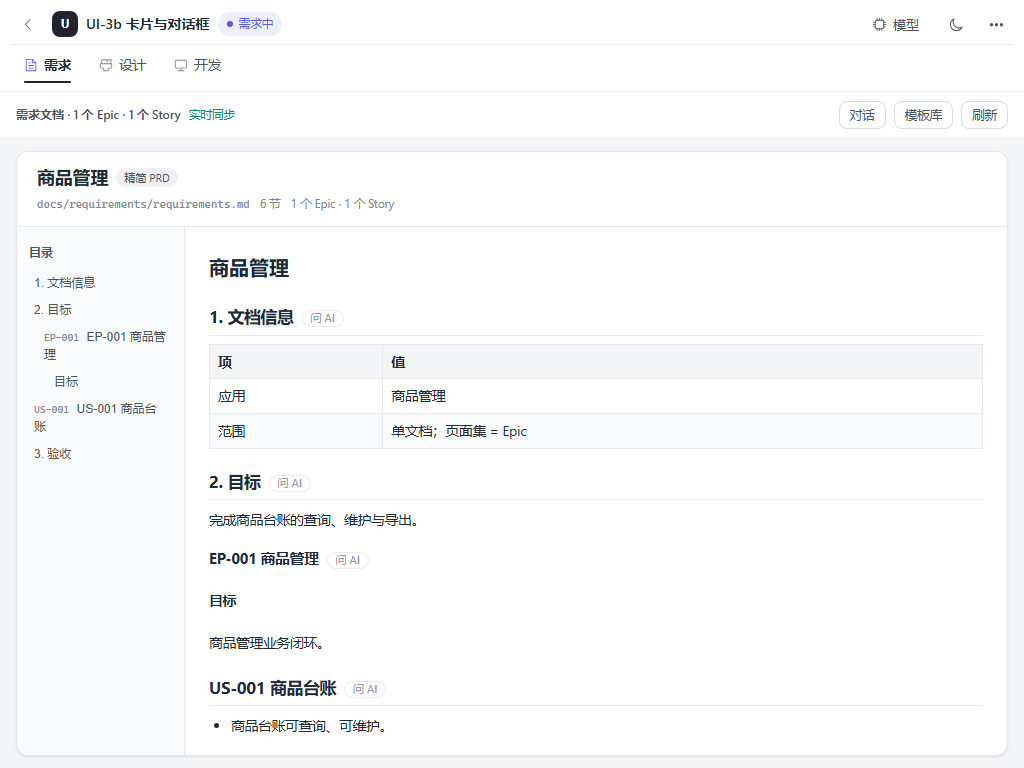 U UI-3b 卡片与对话框 需求中 模型
需求 设计 开发
需求文档 · 1 个 Epic · 1 个 Story 实时同步 对话 模板库 刷新
商品管理 精简 PRD
docs/requirements/requirements.md 6 节 1 个 Epic · 1 个 Story
目录
1. 文档信息
2. 目标
EP-001 EP-001 商品管
理
目标
US-001 US-001 商品台
账
3. 验收
商品管理
1. 文档信息 问 AI
项 值
应用 商品管理
范围 单文档；页面集 = Epic
2. 目标 问 AI
完成商品台账的查询、维护与导出。
EP-001 商品管理 问 AI
目标
商品管理业务闭环。
US-001 商品台账 问 AI
• 商品台账可查询、可维护。